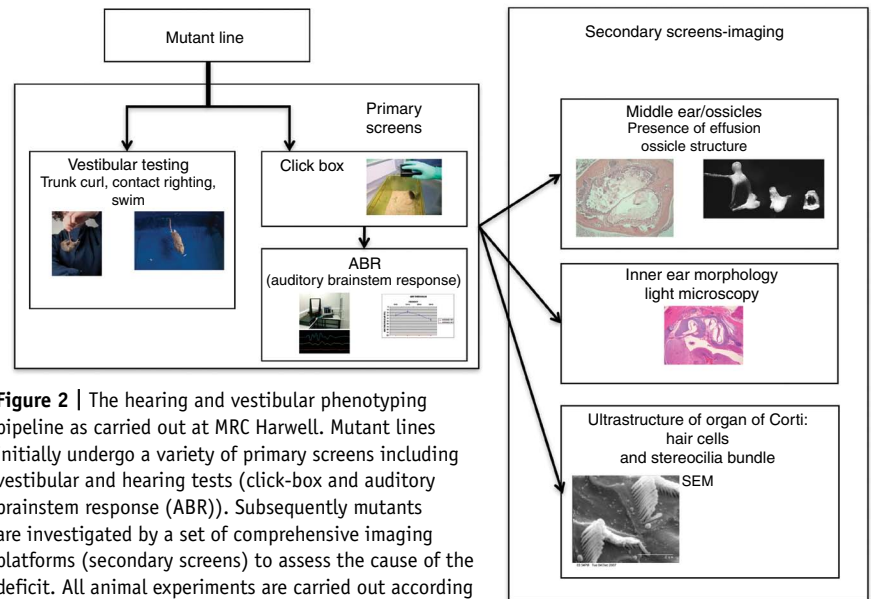 Mutant line
Primary
screens
Vestibular testing
Trunk curl, contact righting,
swim
Click box
ABR
(auditory brainstem response)
Secondary screens-imaging
Middle ear/ossicles
Presence of effusion
ossicle structure
Inner ear morphology
light microscopy
Ultrastructure of organ of Corti:
hair cells
and stereocilia bundle
SEM
Figure 2 | The hearing and vestibular phenotyping
pipeline as carried out at MRC Harwell. Mutant lines
initially undergo a variety of primary screens including
vestibular and hearing tests (click-box and auditory
brainstem response (ABR)). Subsequently mutants
are investigated by a set of comprehensive imaging
platforms (secondary screens) to assess the cause of the
deficit. All animal experiments are carried out according